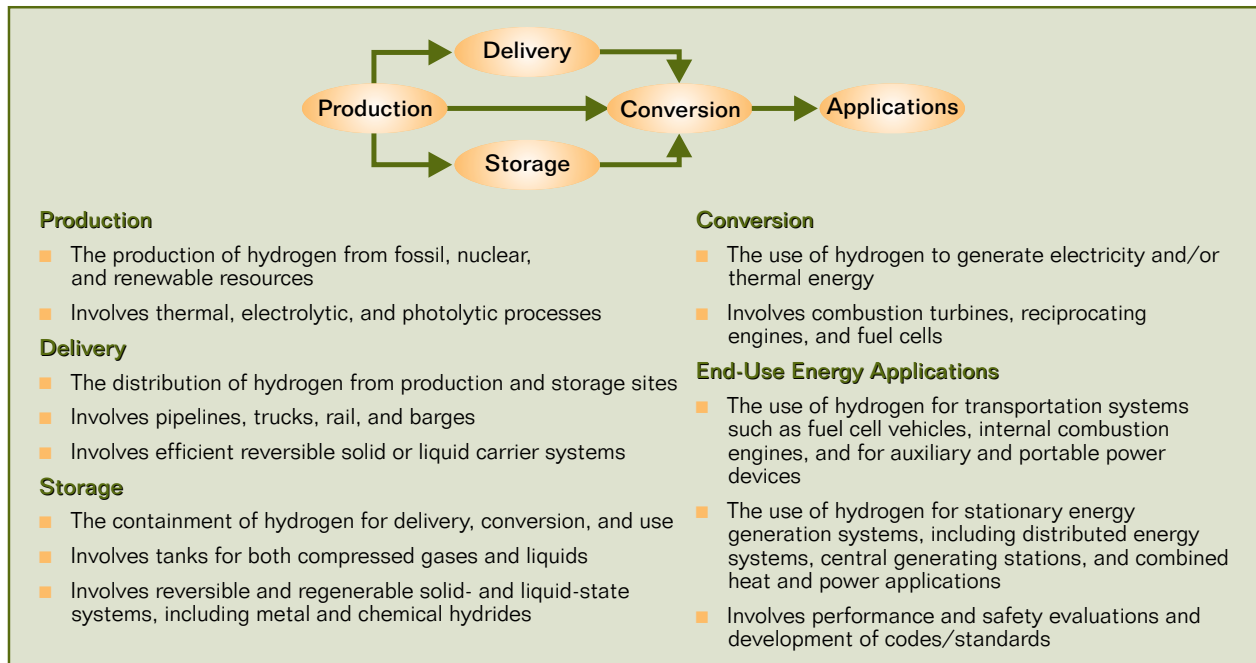 Delivery
Production
Conversion
Applications
Storage
Production
■ The production of hydrogen from fossil, nuclear,
and renewable resources
■ Involves thermal, electrolytic, and photolytic processes
Delivery
■ The distribution of hydrogen from production and storage sites
■ Involves pipelines, trucks, rail, and barges
■ Involves efficient reversible solid or liquid carrier systems
Storage
■ The containment of hydrogen for delivery, conversion, and use
■ Involves tanks for both compressed gases and liquids
■ Involves reversible and regenerable solid- and liquid-state
systems, including metal and chemical hydrides
Conversion
■ The use of hydrogen to generate electricity and/or
thermal energy
■ Involves combustion turbines, reciprocating
engines, and fuel cells
End-Use Energy Applications
■ The use of hydrogen for transportation systems
such as fuel cell vehicles, internal combustion
engines, and for auxiliary and portable power
devices
■ The use of hydrogen for stationary energy
generation systems, including distributed energy
systems, central generating stations, and combined
heat and power applications
■ Involves performance and safety evaluations and
development of codes/standards